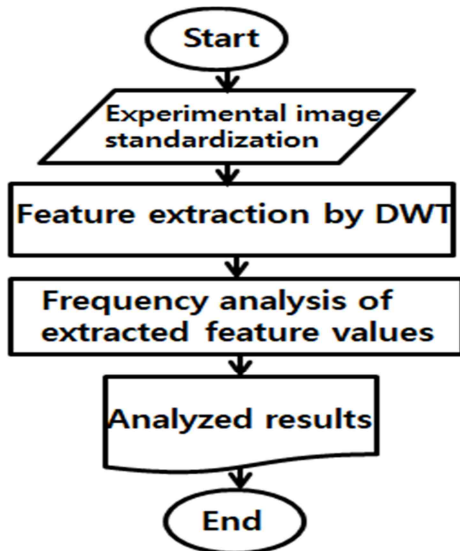 Start
Experimental image
standardization
Feature extraction by DWT
Frequency analysis of
extracted feature values
Analyzed results
End